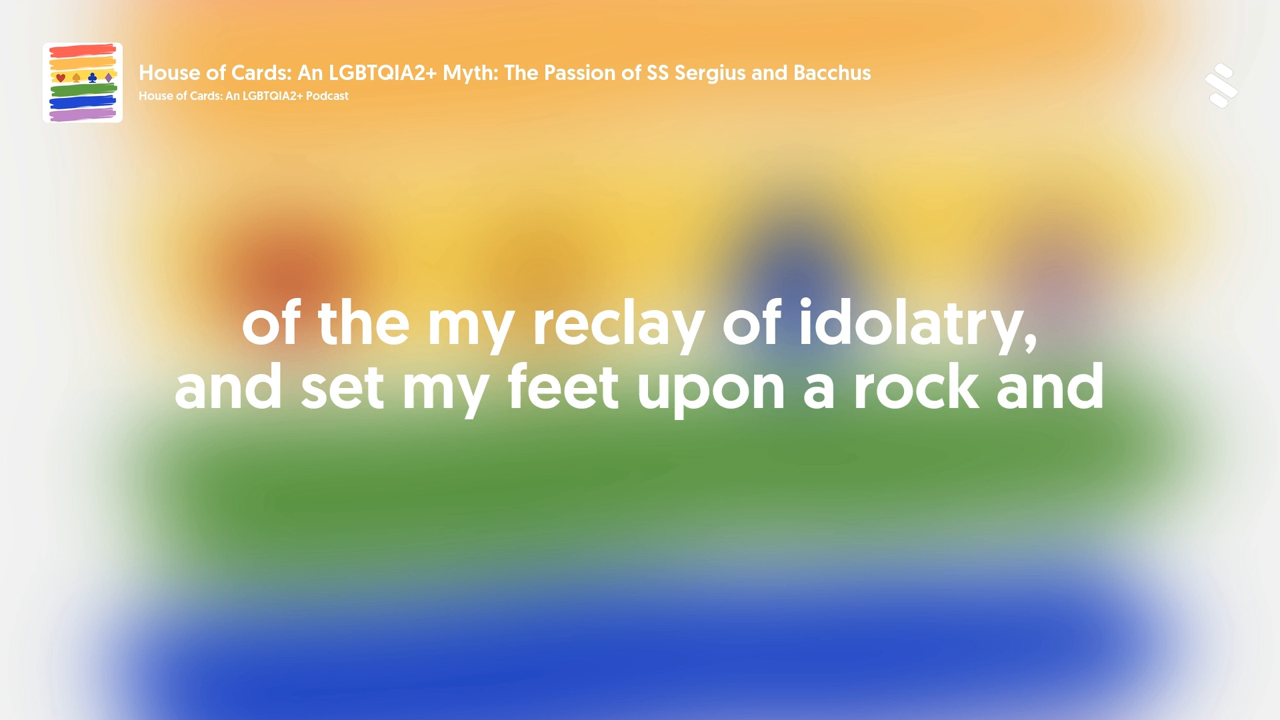 House of Cards: An LGBTQIA2+ Myth: The Passion of SS Sergius and Bacchus
House of Cards: An LGBTQIA2+ Podcast
of the my reclay of idolatry,
and set my feet upon a rock and